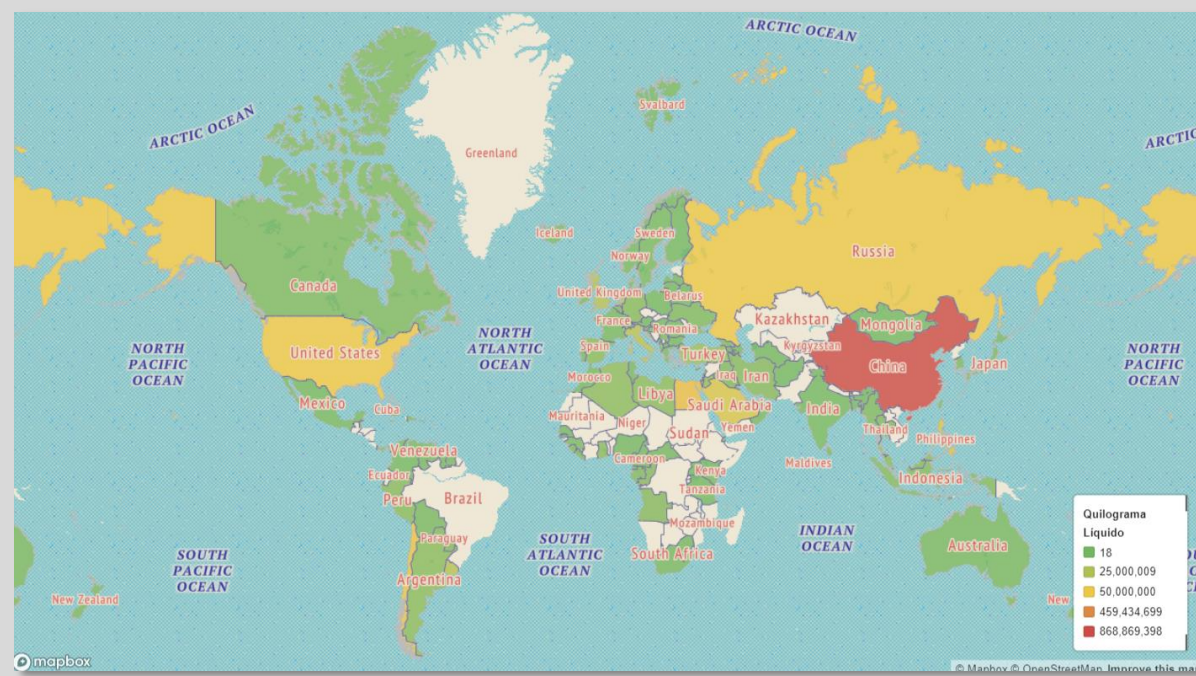 ARCTIC OCEAN
ARCTIC OCEAN
ARCTIC
Svalbard
Greenland
Iceland
Sweden
Norway
Russia
Canada
United Kingdom
Belarus
France
Romania
Kazakhstan
Mongolia
NORTH
PACIFIC
OCEAN
United States
NORTH
ATLANTIC
OCEAN
Spain
Turkey
Kyrgyzstan
China
Japan
NORTH
PACIFIC
OCEAN
Morocco
Iraq
Iran
Mexico
Cuba
Libya
Saudi Arabia
India
Mauritania
Niger
Sudan
Yemen
Thailand
Philippines
Venezuela
Cameroon
Kenya
Maldives
Ecuador
Indonesia
Peru
Brazil
Tanzania
Mozambique
Paraguay
SOUTH
PACIFIC
OCEAN
SOUTH
ATLANTIC
OCEAN
South Africa
INDIAN
OCEAN
Australia
Argentina
New Zealand
New
Quilograma
Líquido
18
25,000,009
50,000,000
459,434,699
868,869,398
mapbox
© Mapbox © OpenStreetMap Improve this map